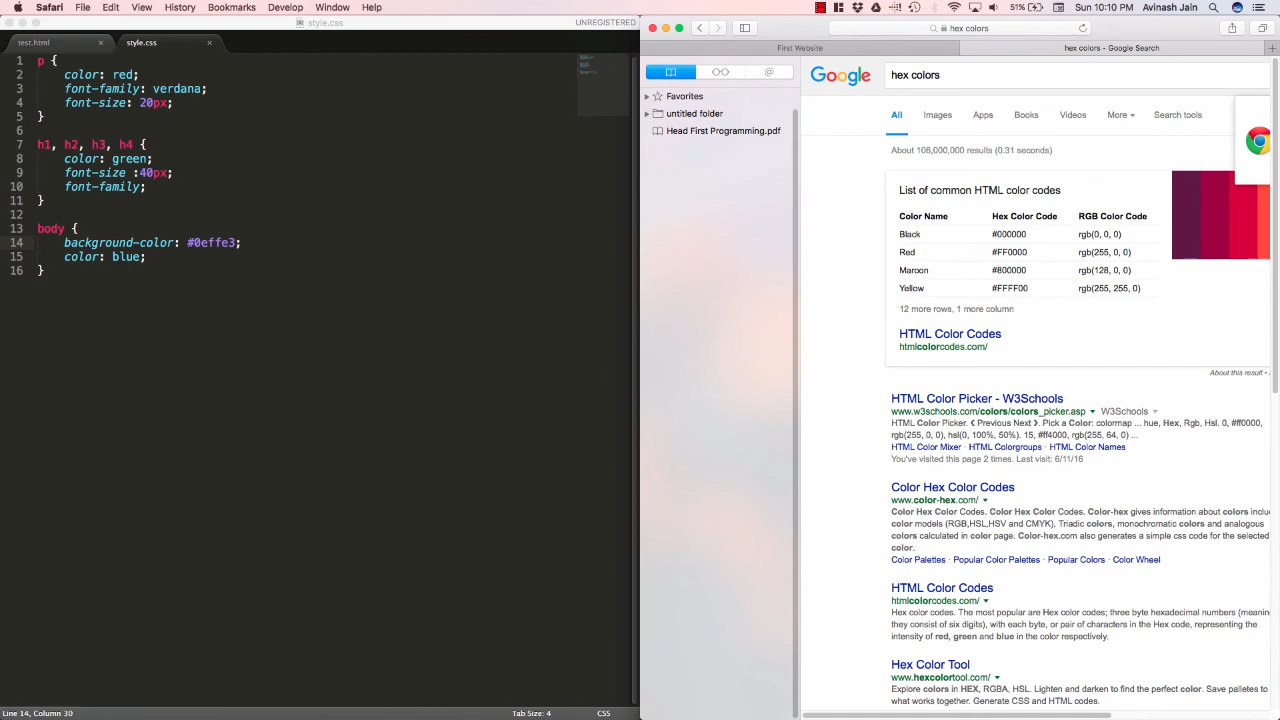 Safari File Edit View History Bookmarks Develop Window Help
51% Sun 10:10 PM Avinash Jain
style.css
UNREGISTERED
test.html
style.css
1 p {
2 color: red;
3 font-family: verdana;
4 font-size: 20px;
5 }
6
7 h1, h2, h3, h4 {
8 color: green;
9 font-size :40px;
10 font-family;
11 }
12
13 body {
14 background-color: #0effe3;
15 color: blue;
16 }
Line 14, Column 30
Tab Size: 4
CSS
hex colors
First Website
hex colors - Google Search
Favorites
untitled folder
Head First Programming.pdf
Google
hex colors
All Images Apps Books Videos More Search tools
About 106,000,000 results (0.31 seconds)
List of common HTML color codes
Color Name Hex Color Code RGB Color Code
Black #000000 rgb(0, 0, 0)
Red #FF0000 rgb(255, 0, 0)
Maroon #800000 rgb(128, 0, 0)
Yellow #FFFF00 rgb(255, 255, 0)
12 more rows, 1 more column
HTML Color Codes
htmlcolorcodes.com/
About this result •
HTML Color Picker - W3Schools
www.w3schools.com/colors/colors_picker.asp W3Schools
HTML Color Picker. ❮ Previous Next ❯. Pick a Color: colormap ... hue, Hex, Rgb, Hsl. 0, #ff0000,
rgb(255, 0, 0), hsl(0, 100%, 50%). 15, #ff4000, rgb(255, 64, 0) ...
HTML Color Mixer · HTML Colorgroups · HTML Color Names
You've visited this page 2 times. Last visit: 6/11/16
Color Hex Color Codes
www.color-hex.com/
Color Hex Color Codes. Color Hex Color Codes. Color-hex gives information about colors inclu
color models (RGB,HSL,HSV and CMYK), Triadic colors, monochromatic colors and analogous
colors calculated in color page. Color-hex.com also generates a simple css code for the selected
color.
Color Palettes · Popular Color Palettes · Popular Colors · Color Wheel
HTML Color Codes
htmlcolorcodes.com/
Hex color codes. The most popular are Hex color codes; three byte hexadecimal numbers (meanin
they consist of six digits), with each byte, or pair of characters in the Hex code, representing the
intensity of red, green and blue in the color respectively.
Hex Color Tool
www.hexcolortool.com/
Explore colors in HEX, RGBA, HSL. Lighten and darken to find the perfect color. Save palletes to
what works together. Generate CSS and HTML codes.